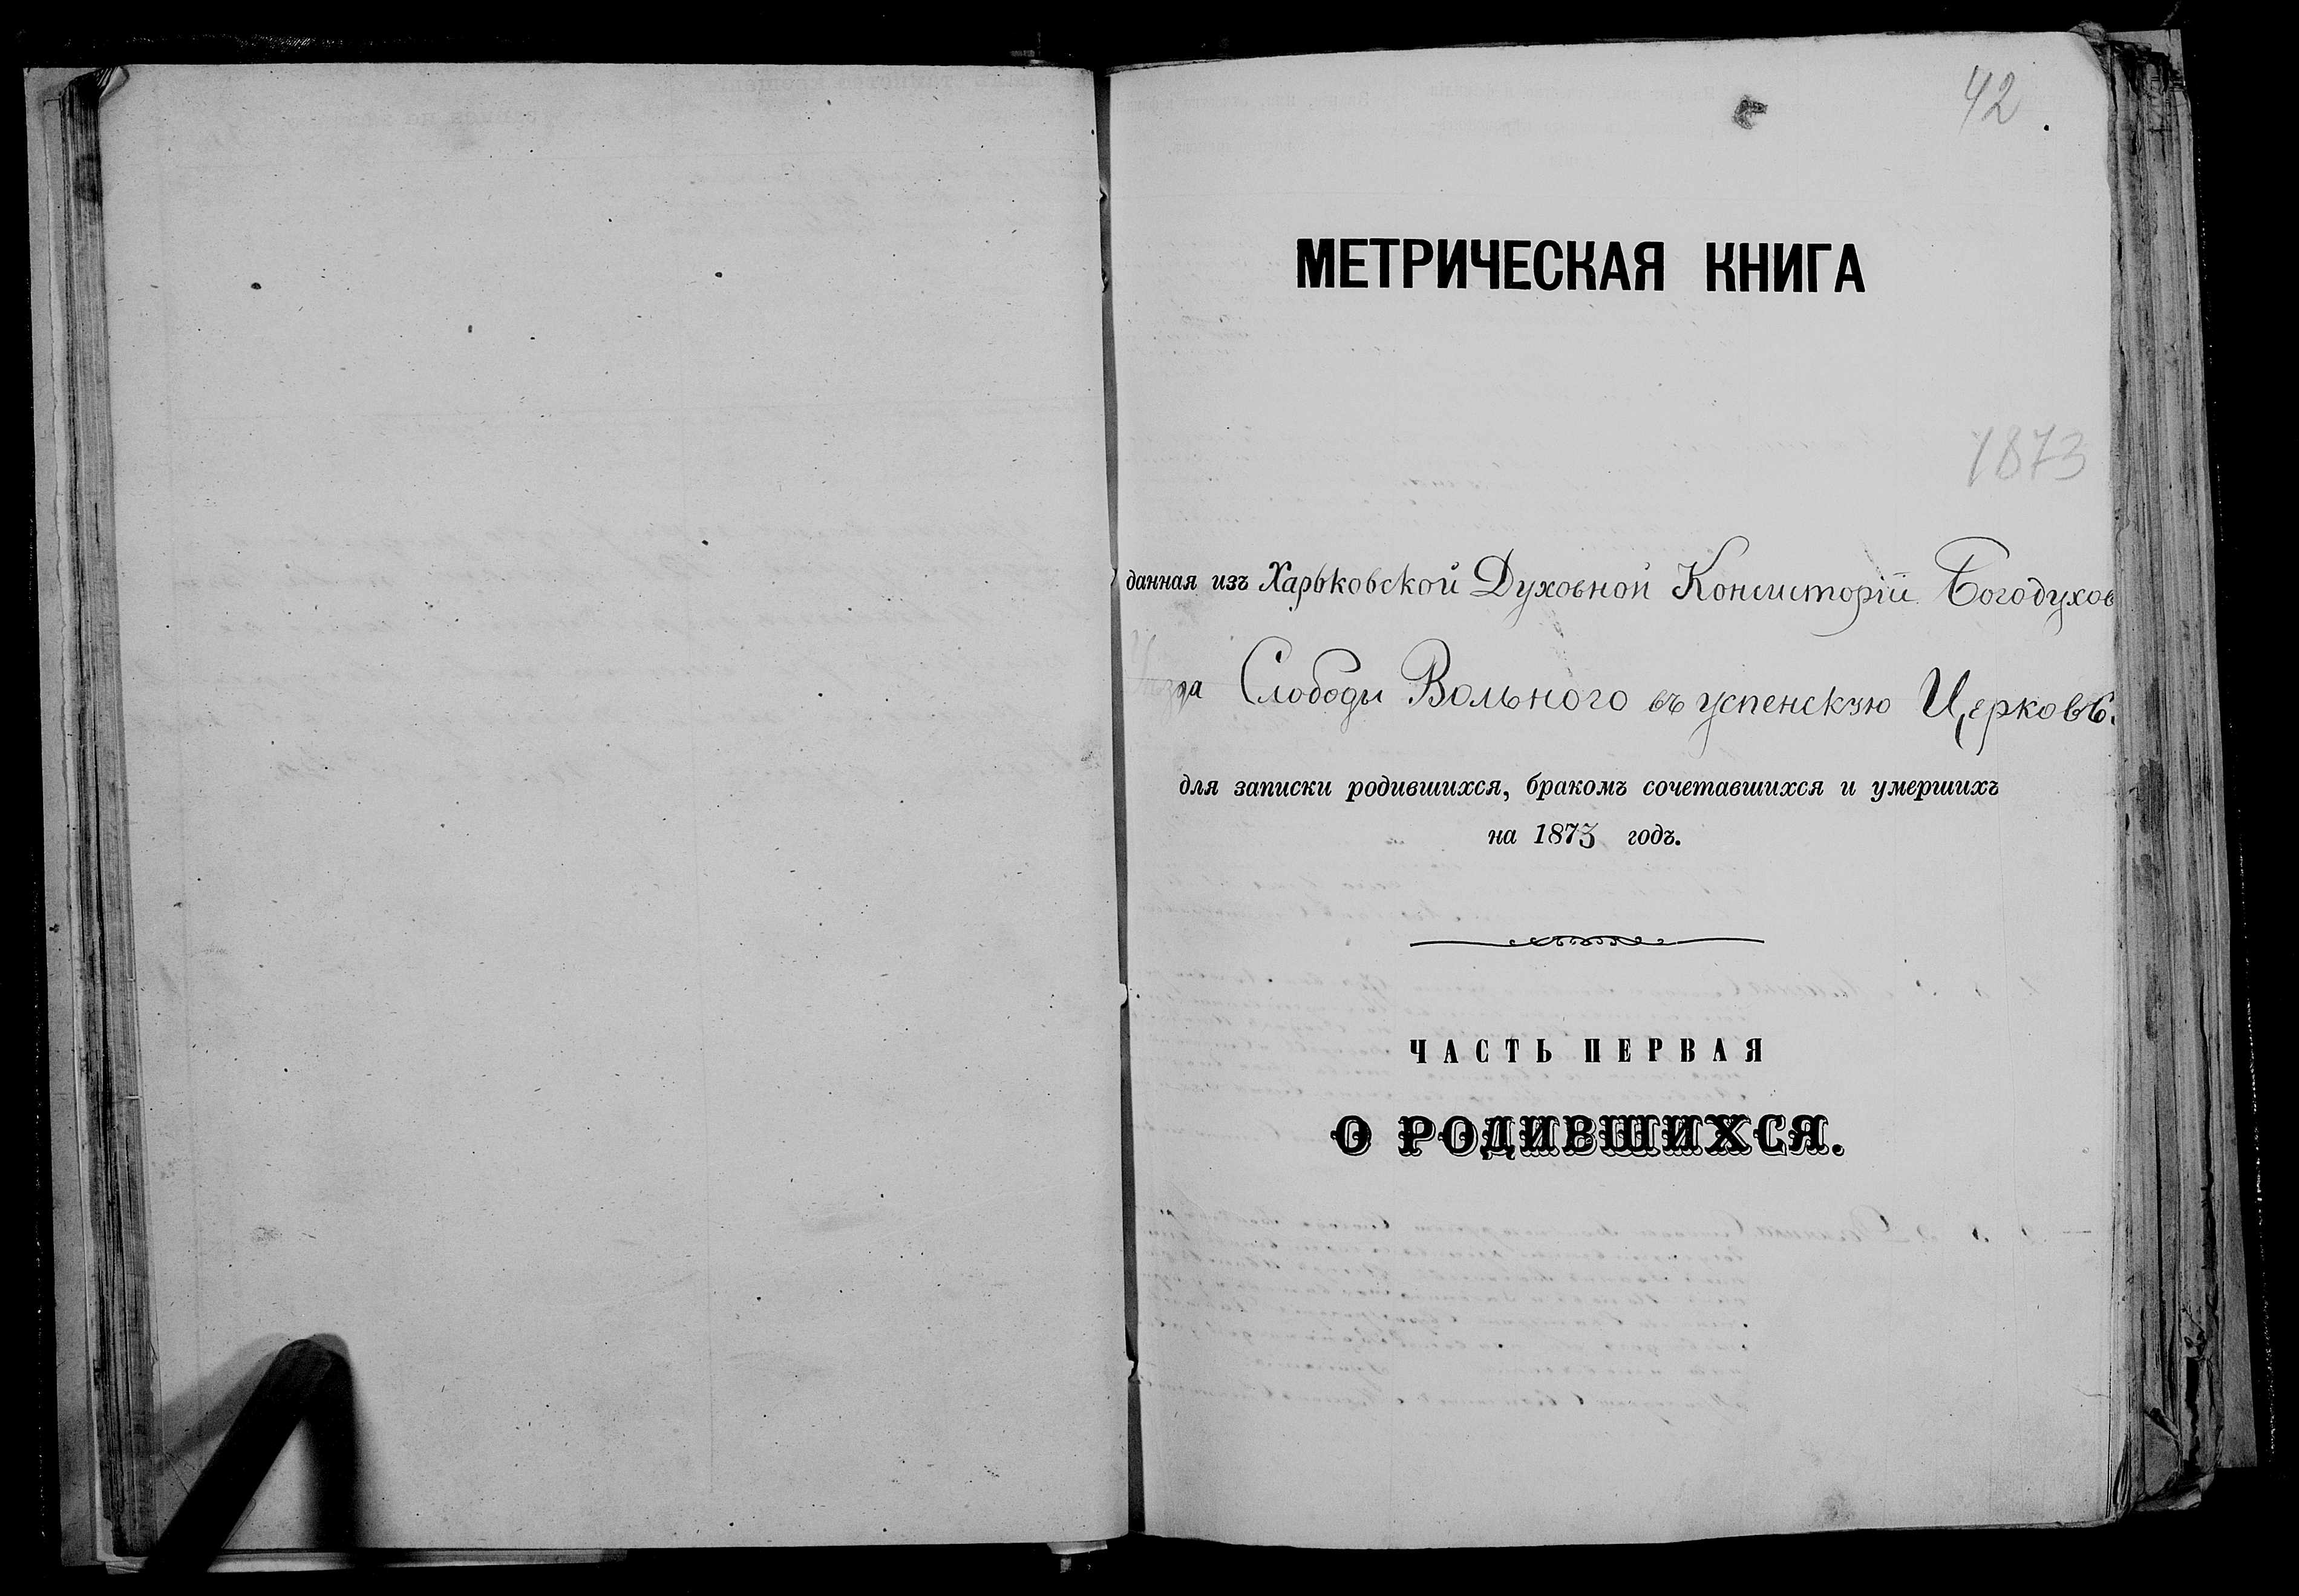 42
МЕТРИЧЕСКАЯ КНИГА
1873
данная изъ Харьковской Духовной Консисторіи Богодухов
Уѣзда Слободы Вольного въ успенскую Церковь.
для записки родившихся, бракомъ сочетавшихся и умершихъ
на 1873 годъ.
ЧАСТЬ ПЕРВАЯ
О РОДИВШИХСЯ.